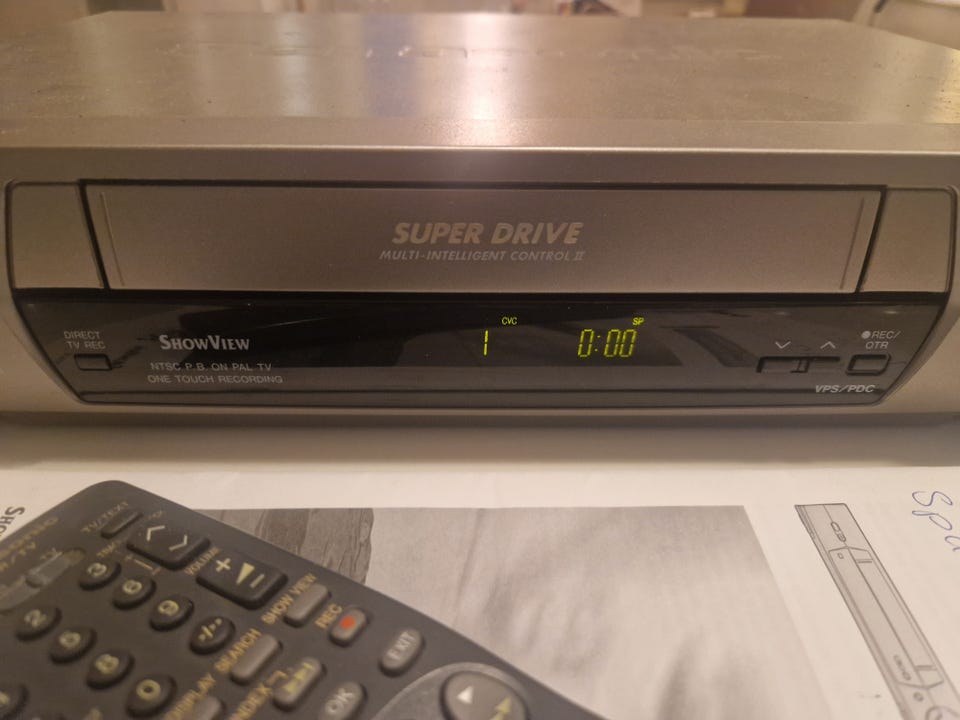 SUPER DRIVE
MULTI-INTELLIGENT CONTROL II
DIRECT
TV REC
SHOWVIEW
NTSC P.B. ON PAL TV
ONE TOUCH RECORDING
CVC
1
SP
0:00
REC/
OTR
VPS/PDC
TV/TEXT
VOLUME
+
-
3
6
9
-/--
2
5
8
0
SHOW VIEW
REC
SEARCH
EXIT
DISPLAY
INDEX
OK